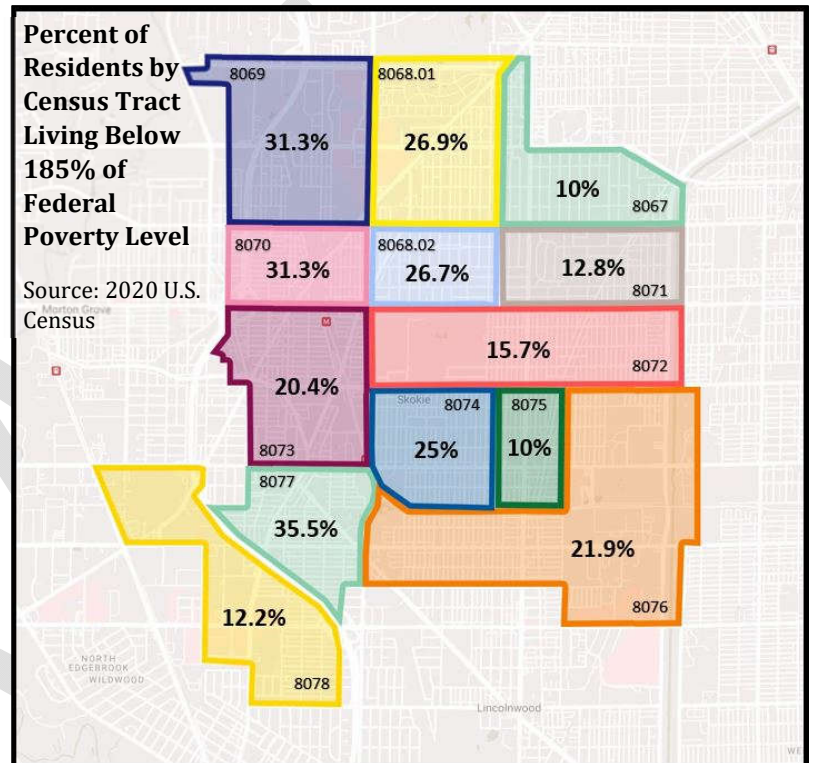 Percent of
Residents by
Census Tract
Living Below
185% of
Federal
Poverty Level
Source: 2020 U.S.
Census
8069
31.3%
8068.01
26.9%
10%
8067
8070
31.3%
8068.02
26.7%
12.8%
8071
Morton Grove
M
15.7%
8072
20.4%
8073
Skokie
8074
25%
8075
10%
8077
35.5%
21.9%
8076
12.2%
8078
NORTH
EDGEBROOK
WILDWOOD
Lincolnwood
WE